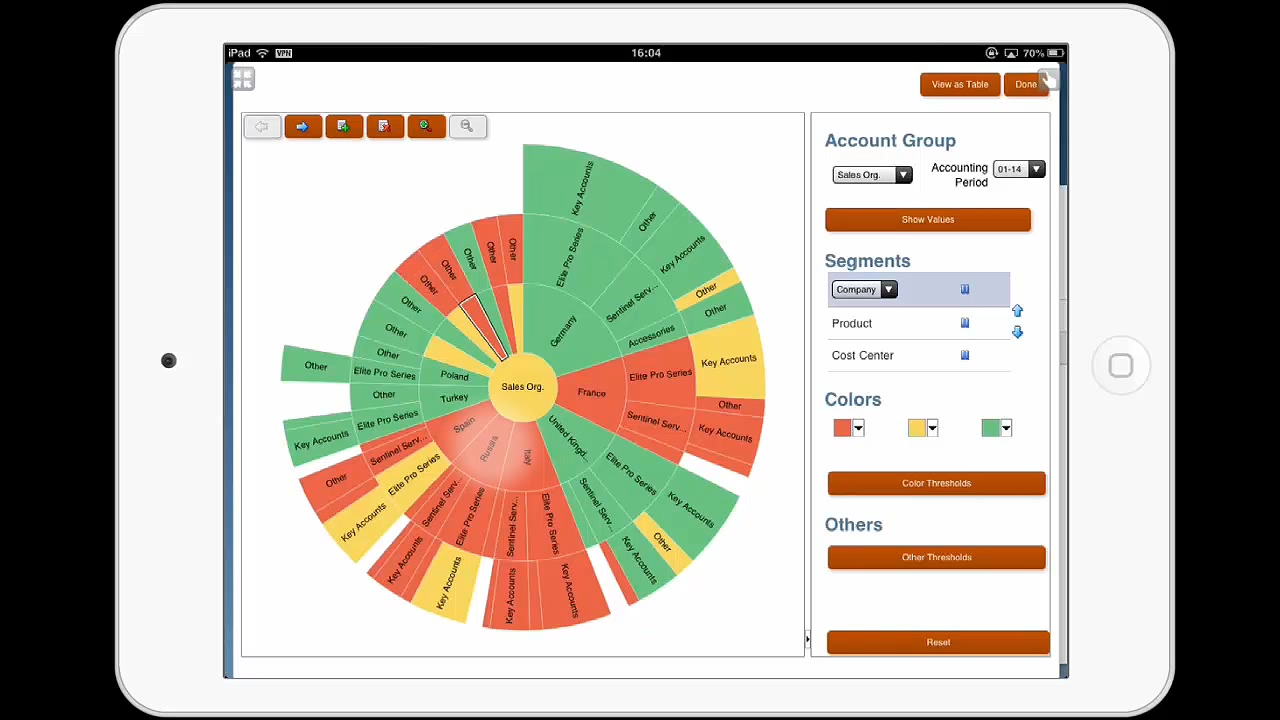 iPad VPN 16:04 70%
View as Table Done
Account Group
Sales Org. Accounting Period 01-14
Show Values
Segments
Company
Product
Cost Center
Colors
Color Thresholds
Others
Other Thresholds
Reset
Sales Org.
Germany
France
United Kingd..
Italy
Russia
Spain
Turkey
Poland
Elite Pro Series
Sentinel Serv...
Accessories
Elite Pro Series
Sentinel Serv...
Elite Pro Series
Sentinel Serv...
Elite Pro Series
Sentinel Serv...
Elite Pro Series
Sentinel Serv...
Elite Pro Series
Sentinel Serv...
Elite Pro Series
Other
Elite Pro Series
Other
Other
Other
Other
Other
Other
Other
Other
Key Accounts
Other
Key Accounts
Other
Other
Key Accounts
Other
Key Accounts
Key Accounts
Other
Key Accounts
Key Accounts
Key Accounts
Key Accounts
Key Accounts
Key Accounts
Other
Key Accounts
Other